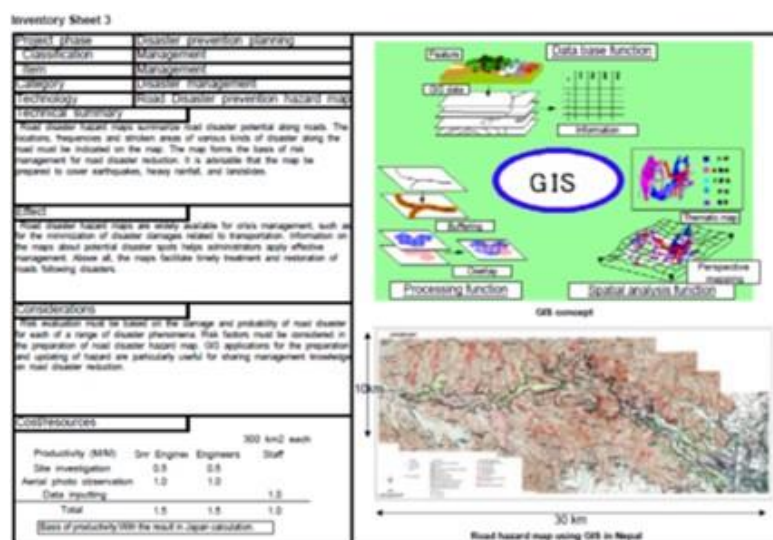 Inventory Sheet 3
Project phase Disaster prevention planning
Classification Management
Item Management
Category Disaster management
Technology Road Disaster prevention hazard map
Technical summary
Road disaster hazard maps summarize road disaster potential along roads. The
locations, frequencies and stricken areas of various kinds of disaster along the
road must be indicated on the map. The map forms the basis of risk
management for road disaster reduction. It is advisable that the map be
prepared to cover earthquakes, heavy rainfall, and landslides.
Effect
Road disaster hazard maps are widely available for crisis management, such as
for the minimization of disaster damages related to transportation. Information on
the maps about potential disaster spots helps administrators apply effective
management. Above all, the maps facilitate timely treatment and restoration of
roads following disasters.
Considerations
Risk evaluation must be based on the damage and probability of road disaster
for each of a range of disaster phenomena. Risk factors must be considered in
the preparation of road disaster hazard map. GIS applications for the preparation
and updating of hazard are particularly useful for sharing management knowledge
on road disaster reduction.
Cost/resources
300 km2 each
Productivity (M/M) Snr Enginee Engineers Staff
Site investigation 0.5 0.5
Aerial photo observation 1.0 1.0
Data inputting 1.0
Total 1.5 1.5 1.0
Basis of productivity:With the result in Japan calculation.
Feature
Data base function
GIS data
Information
GIS
Thematic map
Buffering
Overlay
Perspective
mapping
Processing function
Spatial analysis function
GIS concept
10km
30 km
Road hazard map using GIS in Nepal